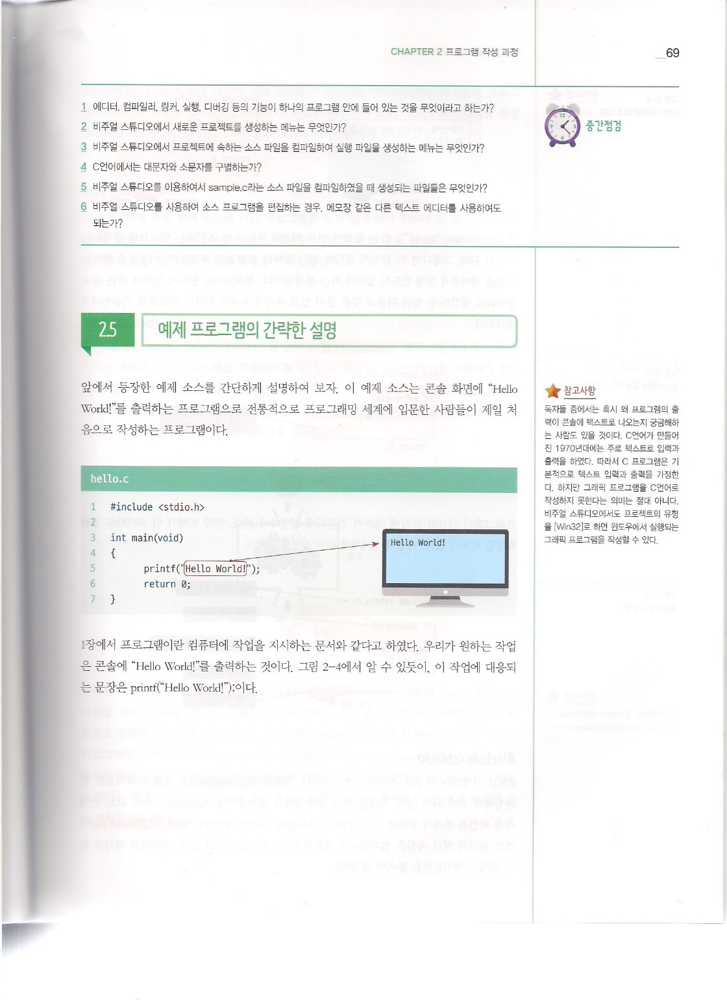 CHAPTER 2 프로그램 작성 과정
__69
1 에디터, 컴파일러, 링커, 실행, 디버깅 등의 기능이 하나의 프로그램 안에 들어 있는 것을 무엇이라고 하는가?
2 비주얼 스튜디오에서 새로운 프로젝트를 생성하는 메뉴는 무엇인가?
3 비주얼 스튜디오에서 프로젝트에 속하는 소스 파일을 컴파일하여 실행 파일을 생성하는 메뉴는 무엇인가?
4 C언어에서는 대문자와 소문자를 구별하는가?
5 비주얼 스튜디오를 이용하여서 sample.c라는 소스 파일을 컴파일하였을 때 생성되는 파일들은 무엇인가?
6 비주얼 스튜디오를 사용하여 소스 프로그램을 편집하는 경우, 메모장 같은 다른 텍스트 에디터를 사용하여도
되는가?
중간점검
2.5 예제 프로그램의 간략한 설명
앞에서 등장한 예제 소스를 간단하게 설명하여 보자. 이 예제 소스는 콘솔 화면에 “Hello
World!”를 출력하는 프로그램으로 전통적으로 프로그래밍 세계에 입문한 사람들이 제일 처
음으로 작성하는 프로그램이다.
참고사항
독자들 중에서는 혹시 왜 프로그램의 출
력이 콘솔에 텍스트로 나오는지 궁금해하
는 사람도 있을 것이다. C언어가 만들어
진 1970년대에는 주로 텍스트로 입력과
출력을 하였다. 따라서 C 프로그램은 기
본적으로 텍스트 입력과 출력을 가정한
다. 하지만 그래픽 프로그램을 C언어로
작성하지 못한다는 의미는 절대 아니다.
비주얼 스튜디오에서도 프로젝트의 유형
을 [Win32]로 하면 윈도우에서 실행되는
그래픽 프로그램을 작성할 수 있다.
hello.c
1 #include <stdio.h>
2
3 int main(void)
4 {
5 printf("Hello World!");
6 return 0;
7 }
Hello World!
1장에서 프로그램이란 컴퓨터에 작업을 지시하는 문서와 같다고 하였다. 우리가 원하는 작업
은 콘솔에 “Hello World!”를 출력하는 것이다. 그림 2-4에서 알 수 있듯이, 이 작업에 대응되
는 문장은 printf(“Hello World!”);이다.